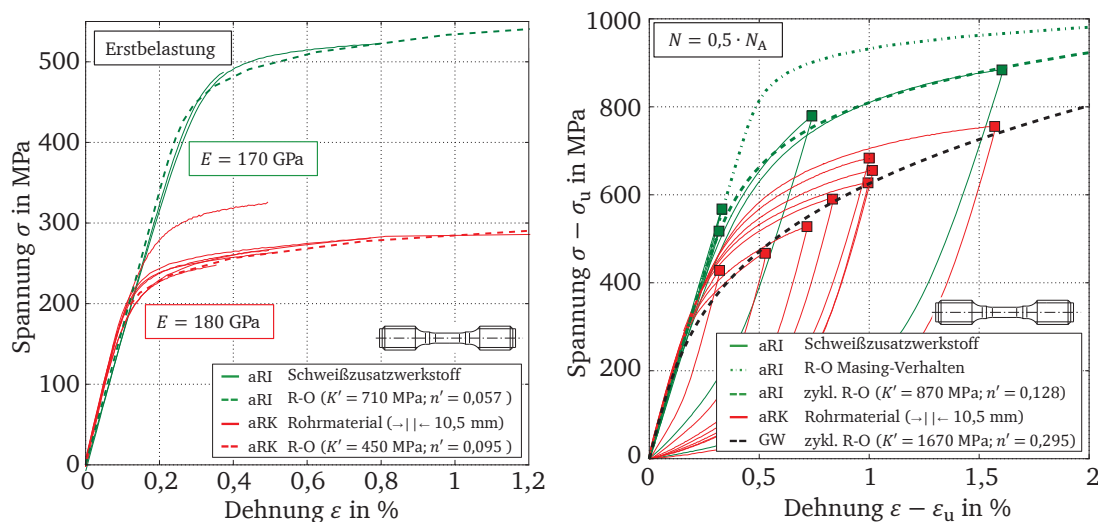 Erstbelastung
E = 170 GPa
E = 180 GPa
Spannung σ in MPa
500
400
300
200
100
0
0
0,2
0,4
0,6
0,8
1
1,2
Dehnung ε in %
aRI Schweißzusatzwerkstoff
aRI R-O (K′ = 710 MPa; n′ = 0,057)
aRK Rohrmaterial (→| |← 10,5 mm)
aRK R-O (K′ = 450 MPa; n′ = 0,095)
N = 0,5 · N_A
Spannung σ − σ_u in MPa
1000
800
600
400
200
0
0
0,5
1
1,5
2
Dehnung ε − ε_u in %
aRI Schweißzusatzwerkstoff
aRI R-O Masing-Verhalten
aRI zykl. R-O (K′ = 870 MPa; n′ = 0,128)
aRK Rohrmaterial (→| |← 10,5 mm)
GW zykl. R-O (K′ = 1670 MPa; n′ = 0,295)